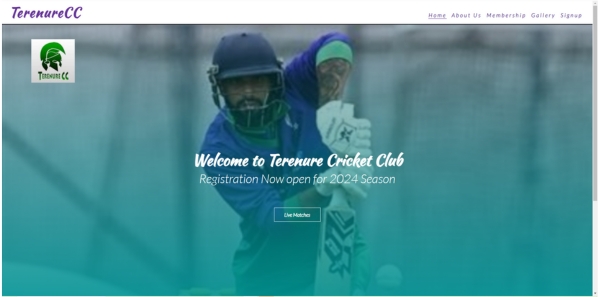 TerenureCC
Home About Us Membership Gallery Signup
TERENURE CC
Welcome to Terenure Cricket Club
Registration Now open for 2024 Season
Live Matches